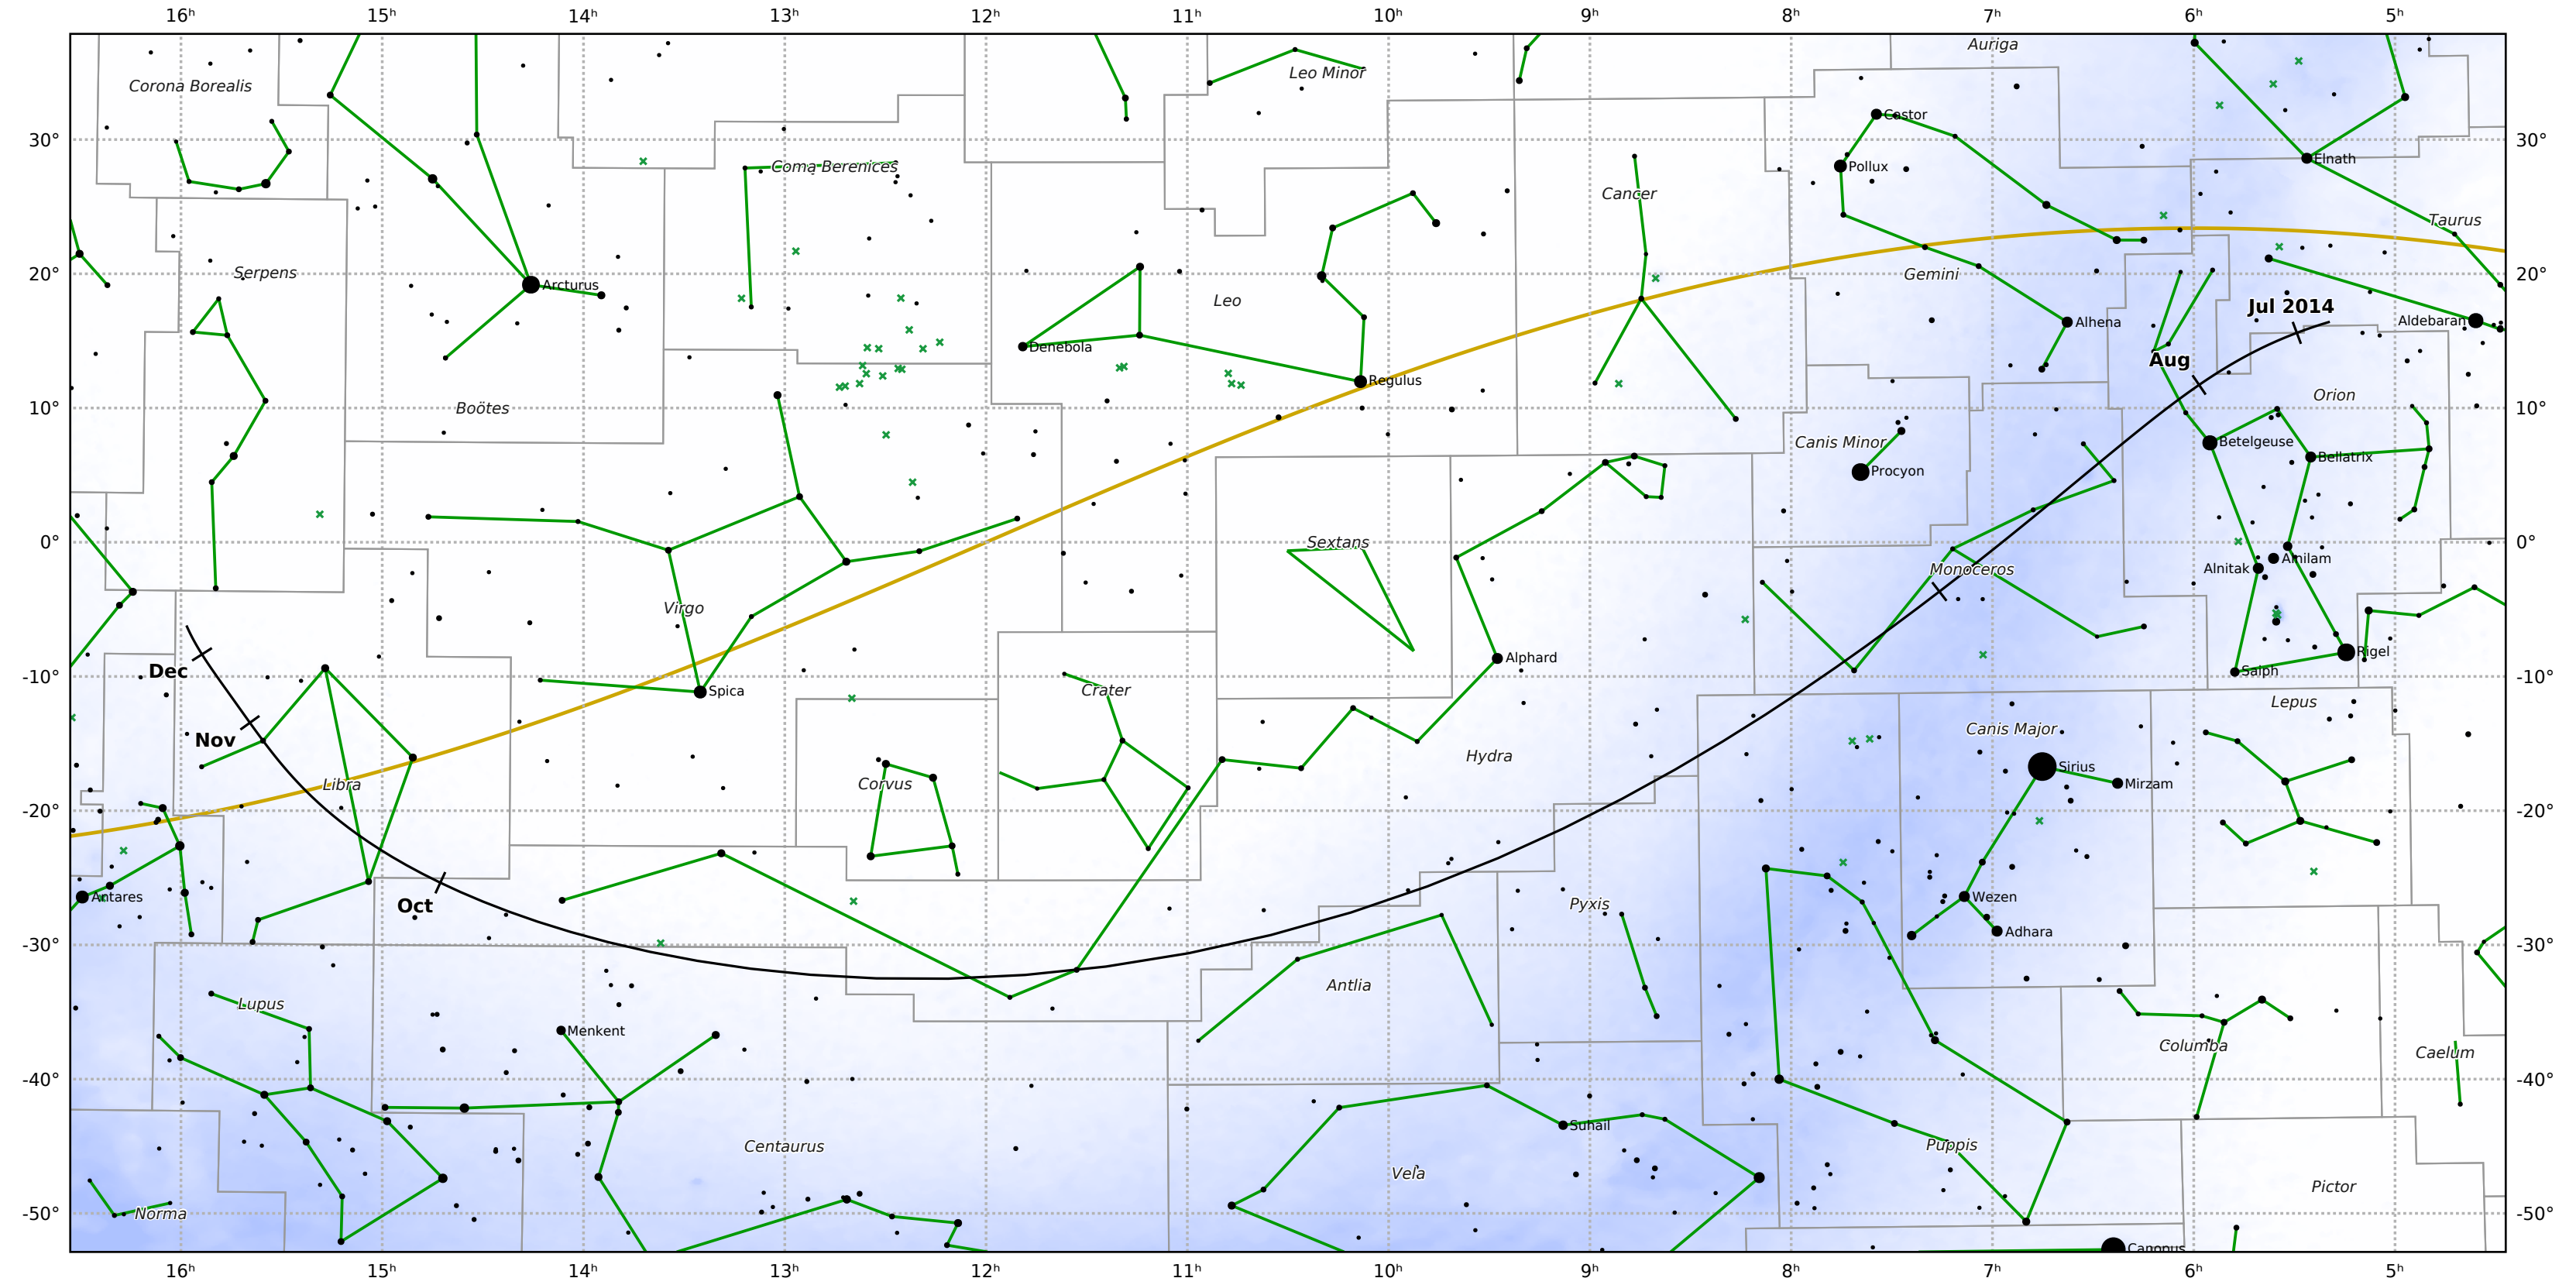 16ʰ 15ʰ 14ʰ 13ʰ 12ʰ 11ʰ 10ʰ 9ʰ 8ʰ 7ʰ 6ʰ 5ʰ
Auriga
Leo Minor
Corona Borealis
Castor
30° 30°
Elnath
Coma Berenices
Pollux
Cancer
Taurus
Serpens
20° Gemini 20°
Arcturus
Leo
Jul 2014
Aldebaran
Alhena
Denebola
Aug
Regulus
Orion
10° Boötes 10°
Canis Minor
Betelgeuse
Bellatrix
Procyon
0° Sextans 0°
Alnilam
Alnitak
Monoceros
Virgo
Rigel
Alphard
Dec
Saiph
-10° -10°
Spica
Crater
Lepus
Canis Major
Nov
Hydra
Sirius
Libra
Corvus
Mirzam
-20° -20°
Antares
Wezen
Pyxis
Oct
Adhara
-30° -30°
Antlia
Lupus
Menkent
Columba
Caelum
-40° -40°
Suhail
Centaurus
Puppis
Vela
Pictor
-50° Norma -50°
Canopus
16ʰ 15ʰ 14ʰ 13ʰ 12ʰ 11ʰ 10ʰ 9ʰ 8ʰ 7ʰ 6ʰ 5ʰ